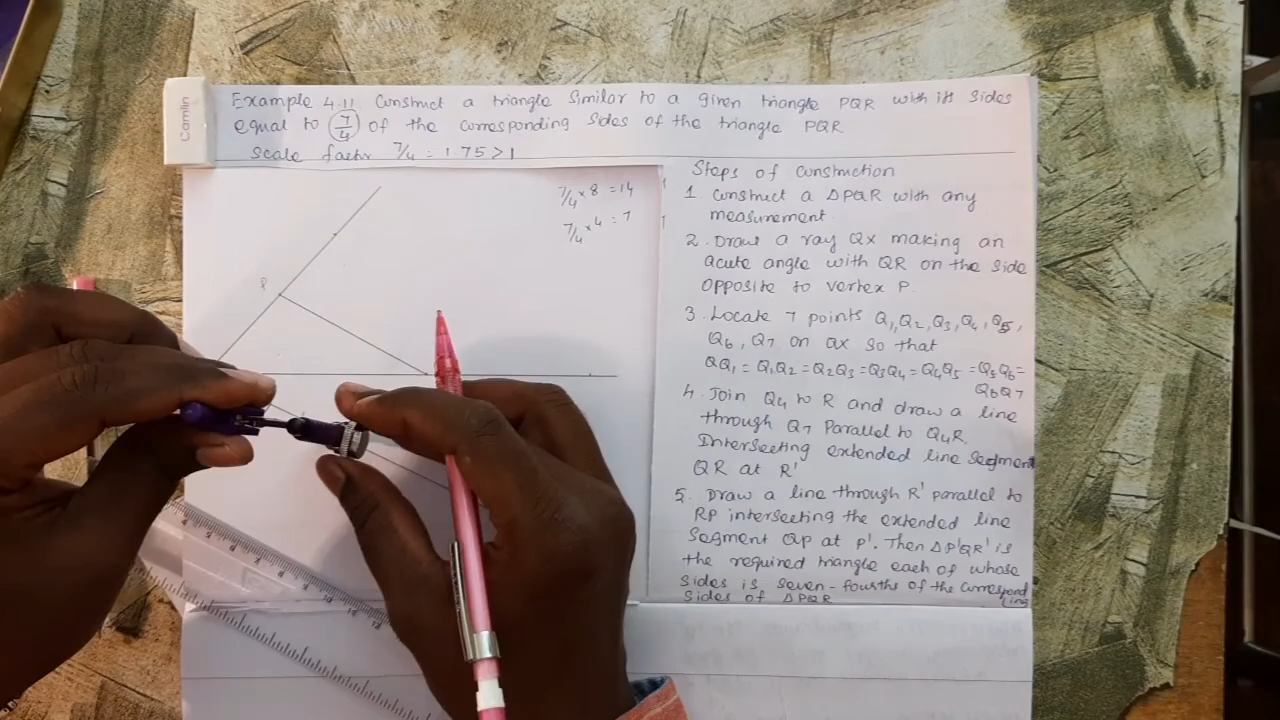 Camlin
Example 4.11 Construct a triangle similar to a given triangle PQR with its sides
equal to 7/4 of the corresponding sides of the triangle PQR
scale factor 7/4 = 1.75 > 1
7/4 × 8 = 14
7/4 × 4 = 7
P
Steps of construction
1. Construct a ΔPQR with any
measurement.
2. Draw a ray QX making an
acute angle with QR on the side
opposite to vertex P.
3. Locate 7 points Q1, Q2, Q3, Q4, Q5,
Q6, Q7 on QX so that
QQ1 = Q1Q2 = Q2Q3 = Q3Q4 = Q4Q5 = Q5Q6 =
Q6Q7
4. Join Q4 to R and draw a line
through Q7 parallel to Q4R
Intersecting extended line segment
QR at R'
5. Draw a line through R' parallel to
RP intersecting the extended line
segment QP at P'. Then ΔP'QR' is
the required triangle each of whose
sides is seven-fourths of the correspond
ing
sides of ΔPQR